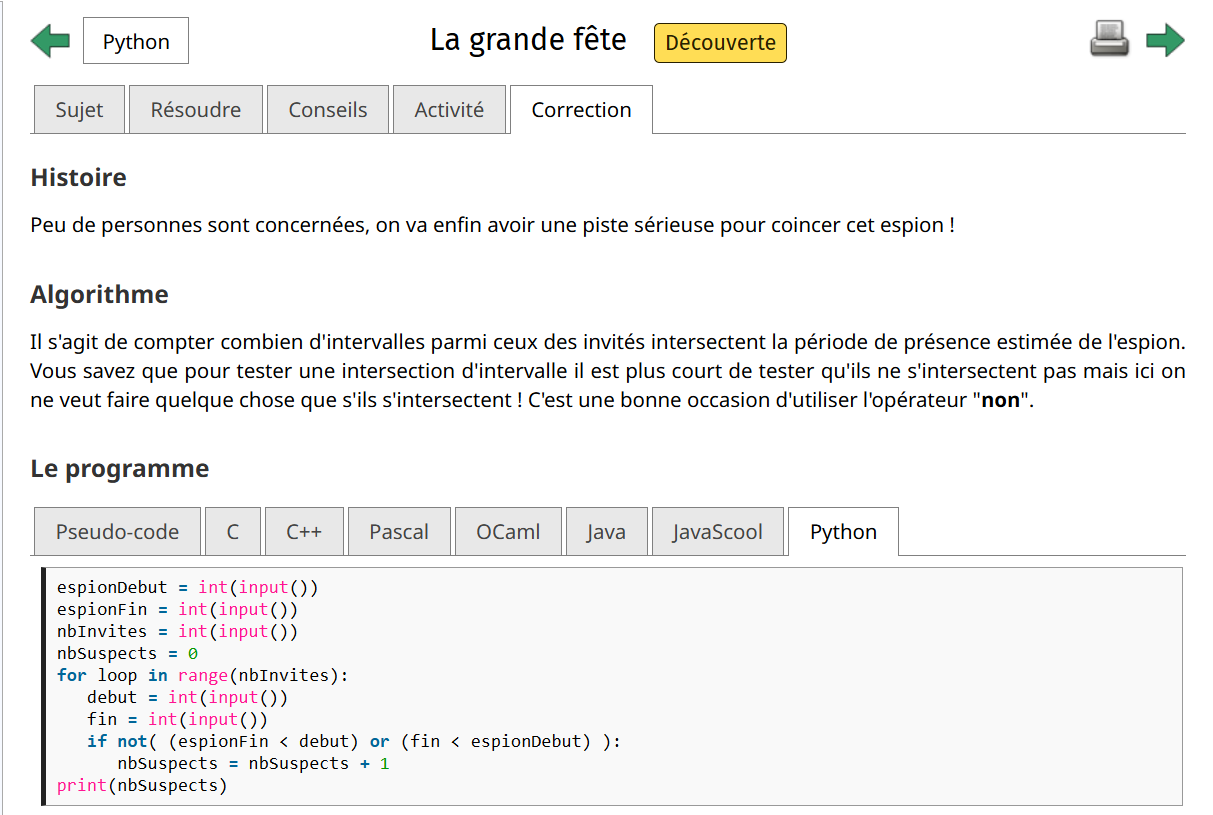 Python
La grande fête
Découverte
Sujet
Résoudre
Conseils
Activité
Correction
Histoire
Peu de personnes sont concernées, on va enfin avoir une piste sérieuse pour coincer cet espion !
Algorithme
Il s'agit de compter combien d'intervalles parmi ceux des invités intersectent la période de présence estimée de l'espion.
Vous savez que pour tester une intersection d'intervalle il est plus court de tester qu'ils ne s'intersectent pas mais ici on
ne veut faire quelque chose que s'ils s'intersectent ! C'est une bonne occasion d'utiliser l'opérateur "non".
Le programme
Pseudo-code
C
C++
Pascal
OCaml
Java
JavaScool
Python
espionDebut = int(input())
espionFin = int(input())
nbInvites = int(input())
nbSuspects = 0
for loop in range(nbInvites):
   debut = int(input())
   fin = int(input())
   if not( (espionFin < debut) or (fin < espionDebut) ):
      nbSuspects = nbSuspects + 1
print(nbSuspects)